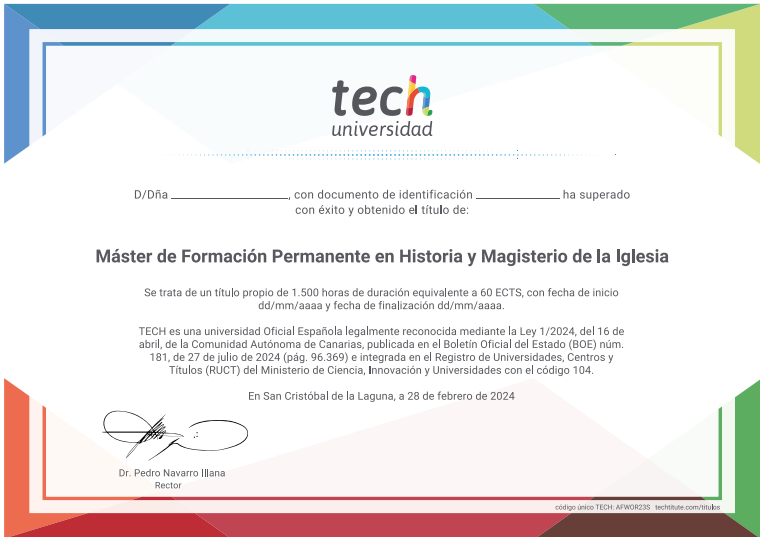 tech
universidad
D/Dña ____________________, con documento de identificación ______________ ha superado
con éxito y obtenido el título de:
Máster de Formación Permanente en Historia y Magisterio de la Iglesia
Se trata de un título propio de 1.500 horas de duración equivalente a 60 ECTS, con fecha de inicio
dd/mm/aaaa y fecha de finalización dd/mm/aaaa.
TECH es una universidad Oficial Española legalmente reconocida mediante la Ley 1/2024, del 16 de
abril, de la Comunidad Autónoma de Canarias, publicada en el Boletín Oficial del Estado (BOE) núm.
181, de 27 de julio de 2024 (pág. 96.369) e integrada en el Registro de Universidades, Centros y
Títulos (RUCT) del Ministerio de Ciencia, Innovación y Universidades con el código 104.
En San Cristóbal de la Laguna, a 28 de febrero de 2024
Dr. Pedro Navarro Illana
Rector
código único TECH: AFWOR23S techtitute.com/titulos